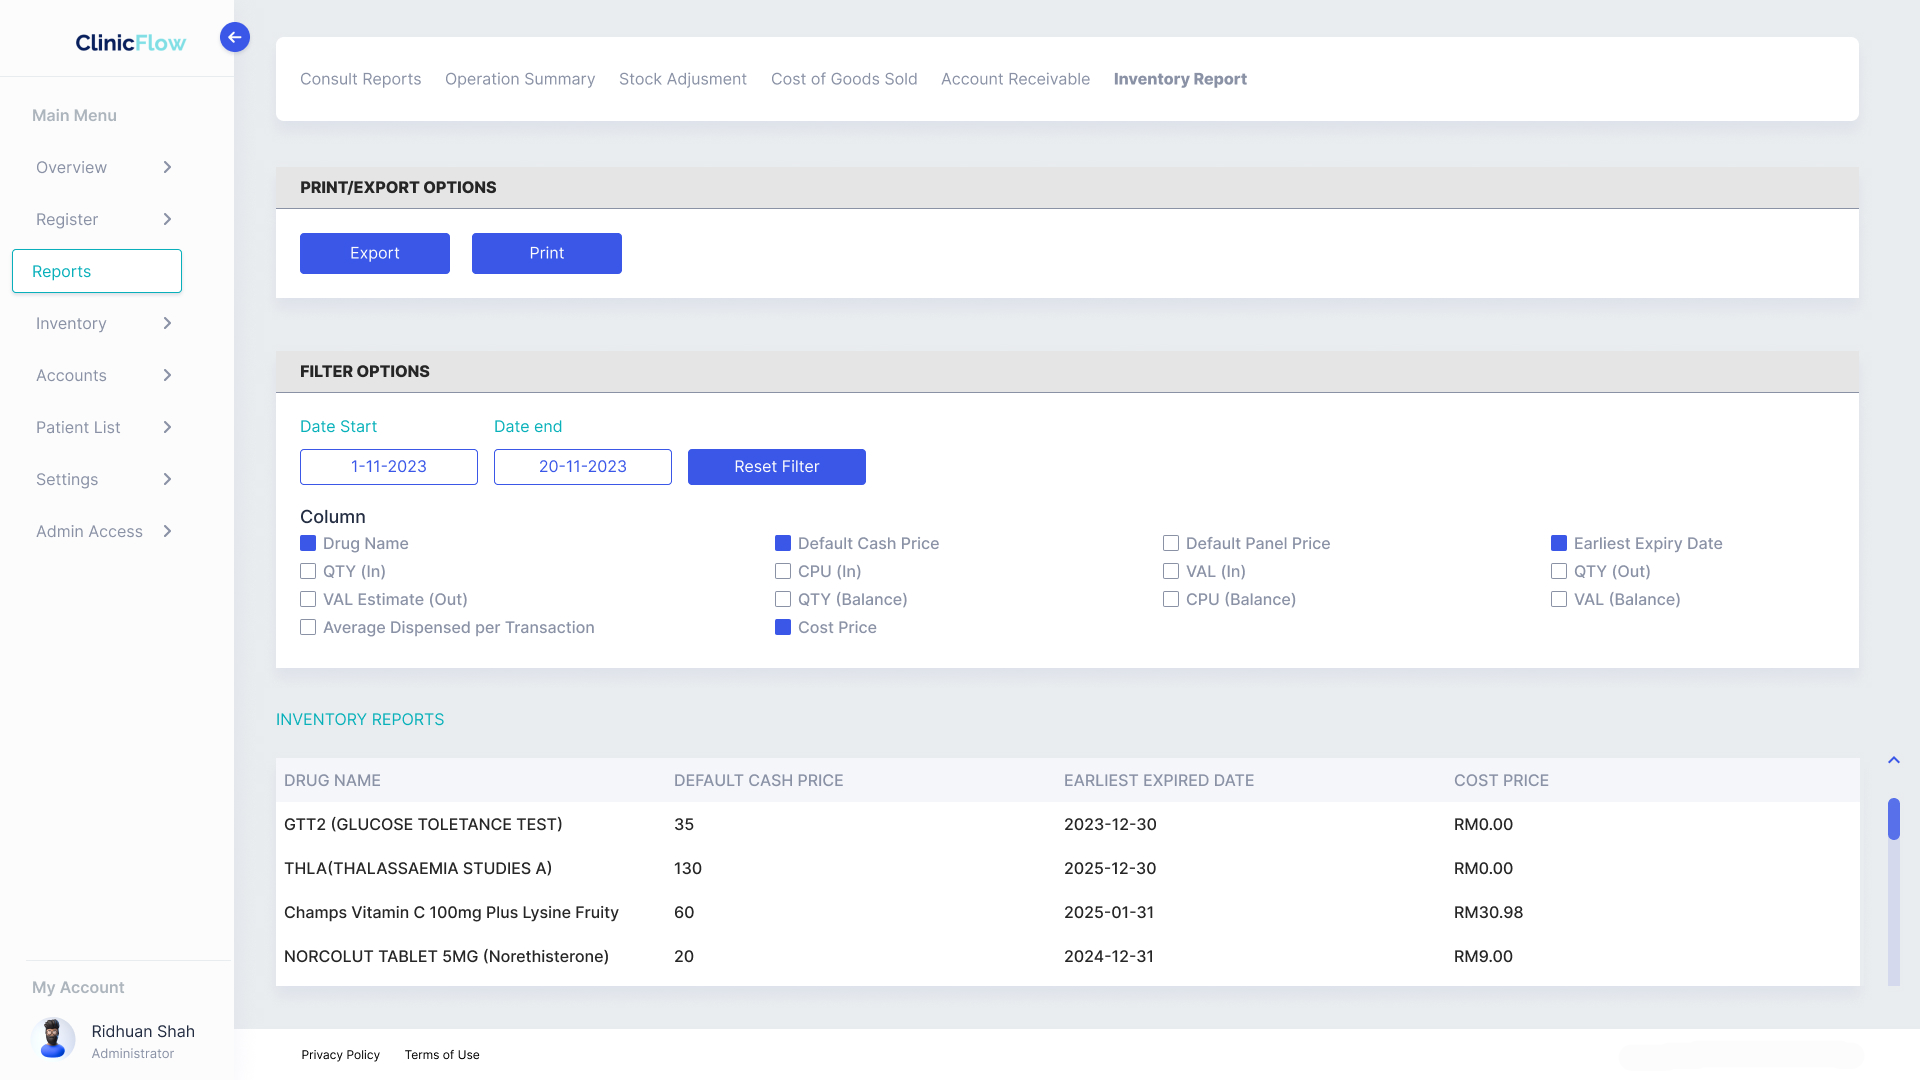 ClinicFlow
Main Menu
Overview
Register
Reports
Inventory
Accounts
Patient List
Settings
Admin Access
My Account
Ridhuan Shah
Administrator
Consult Reports Operation Summary Stock Adjusment Cost of Goods Sold Account Receivable Inventory Report
PRINT/EXPORT OPTIONS
Export Print
FILTER OPTIONS
Date Start Date end
1-11-2023 20-11-2023 Reset Filter
Column
Drug Name Default Cash Price Default Panel Price Earliest Expiry Date
QTY (In) CPU (In) VAL (In) QTY (Out)
VAL Estimate (Out) QTY (Balance) CPU (Balance) VAL (Balance)
Average Dispensed per Transaction Cost Price
INVENTORY REPORTS
DRUG NAME DEFAULT CASH PRICE EARLIEST EXPIRED DATE COST PRICE
GTT2 (GLUCOSE TOLETANCE TEST) 35 2023-12-30 RM0.00
THLA(THALASSAEMIA STUDIES A) 130 2025-12-30 RM0.00
Champs Vitamin C 100mg Plus Lysine Fruity 60 2025-01-31 RM30.98
NORCOLUT TABLET 5MG (Norethisterone) 20 2024-12-31 RM9.00
Privacy Policy Terms of Use